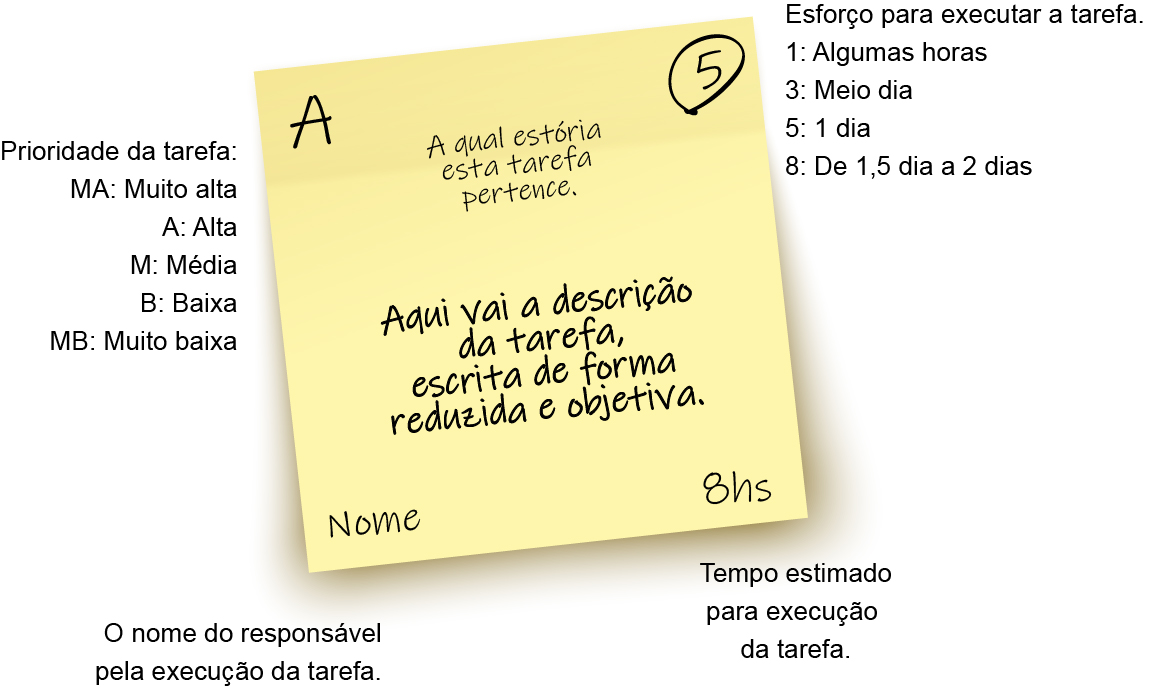 Esforço para executar a tarefa.
1: Algumas horas
3: Meio dia
5: 1 dia
8: De 1,5 dia a 2 dias
Prioridade da tarefa:
MA: Muito alta
A: Alta
M: Média
B: Baixa
MB: Muito baixa
A
5
A qual estória
esta tarefa
pertence.
Aqui vai a descrição
da tarefa,
escrita de forma
reduzida e objetiva.
Nome
8hs
O nome do responsável
pela execução da tarefa.
Tempo estimado
para execução
da tarefa.